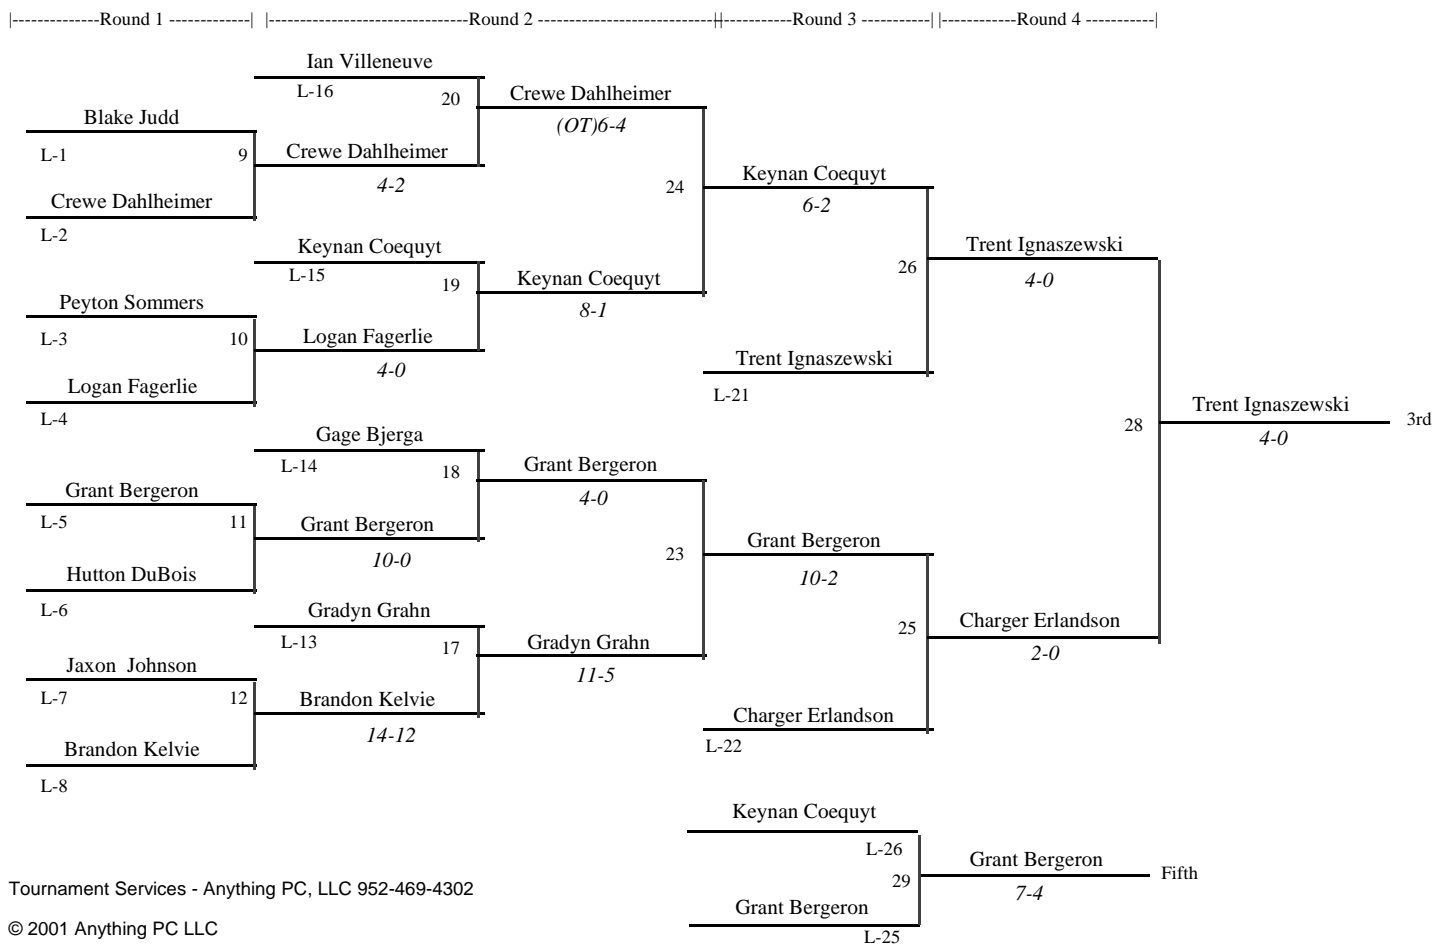 |-------------------Round 1 -------------| |--------------------------------Round 2 -----------------------------||------------Round 3 -----------| |------------Round 4 -----------|
Ian Villeneuve
L-16
20
Crewe Dahlheimer
(OT)6-4
Blake Judd
L-1
9
Crewe Dahlheimer
4-2
Crewe Dahlheimer
L-2
24
Keynan Coequyt
6-2
Keynan Coequyt
L-15
19
Keynan Coequyt
8-1
Peyton Sommers
L-3
10
Logan Fagerlie
4-0
Logan Fagerlie
L-4
26
Trent Ignaszewski
4-0
Trent Ignaszewski
L-21
28
Trent Ignaszewski
4-0
3rd
Gage Bjerga
L-14
18
Grant Bergeron
4-0
Grant Bergeron
L-5
11
Grant Bergeron
10-0
Hutton DuBois
L-6
23
Grant Bergeron
10-2
Gradyn Grahn
L-13
17
Gradyn Grahn
11-5
Jaxon  Johnson
L-7
12
Brandon Kelvie
14-12
Brandon Kelvie
L-8
25
Charger Erlandson
2-0
Charger Erlandson
L-22
Keynan Coequyt
L-26
29
Grant Bergeron
7-4
Fifth
Grant Bergeron
L-25
Tournament Services - Anything PC, LLC 952-469-4302
© 2001 Anything PC LLC